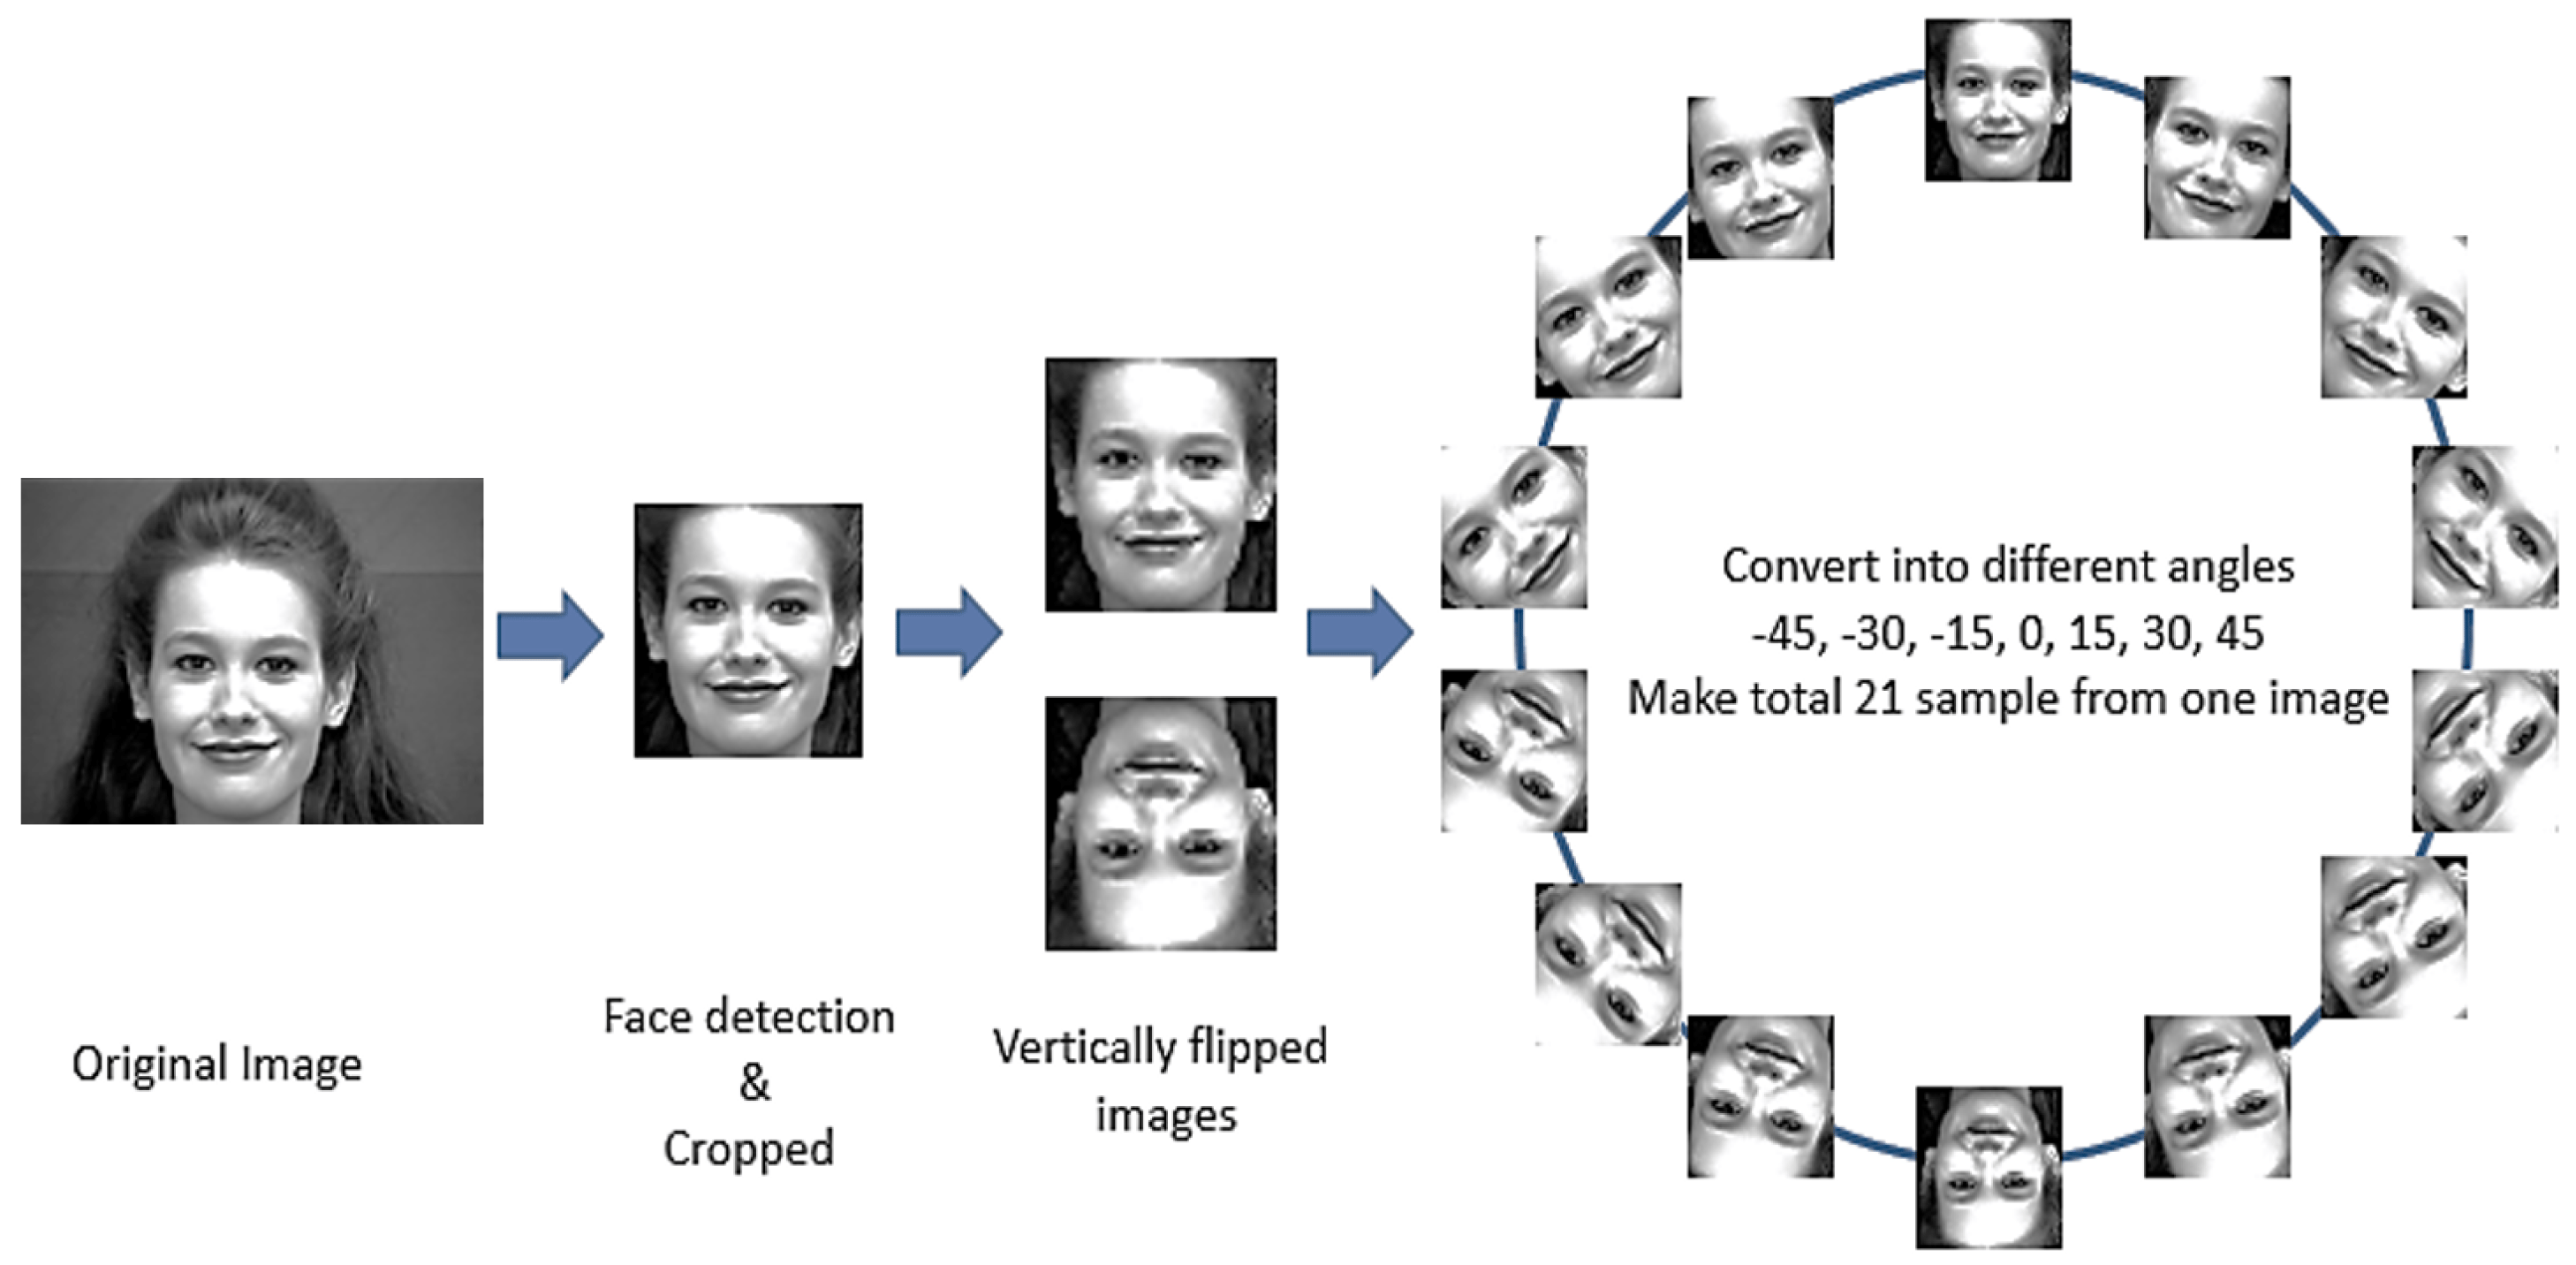 Original Image
Face detection
&
Cropped
Vertically flipped
images
Convert into different angles
-45, -30, -15, 0, 15, 30, 45
Make total 21 sample from one image